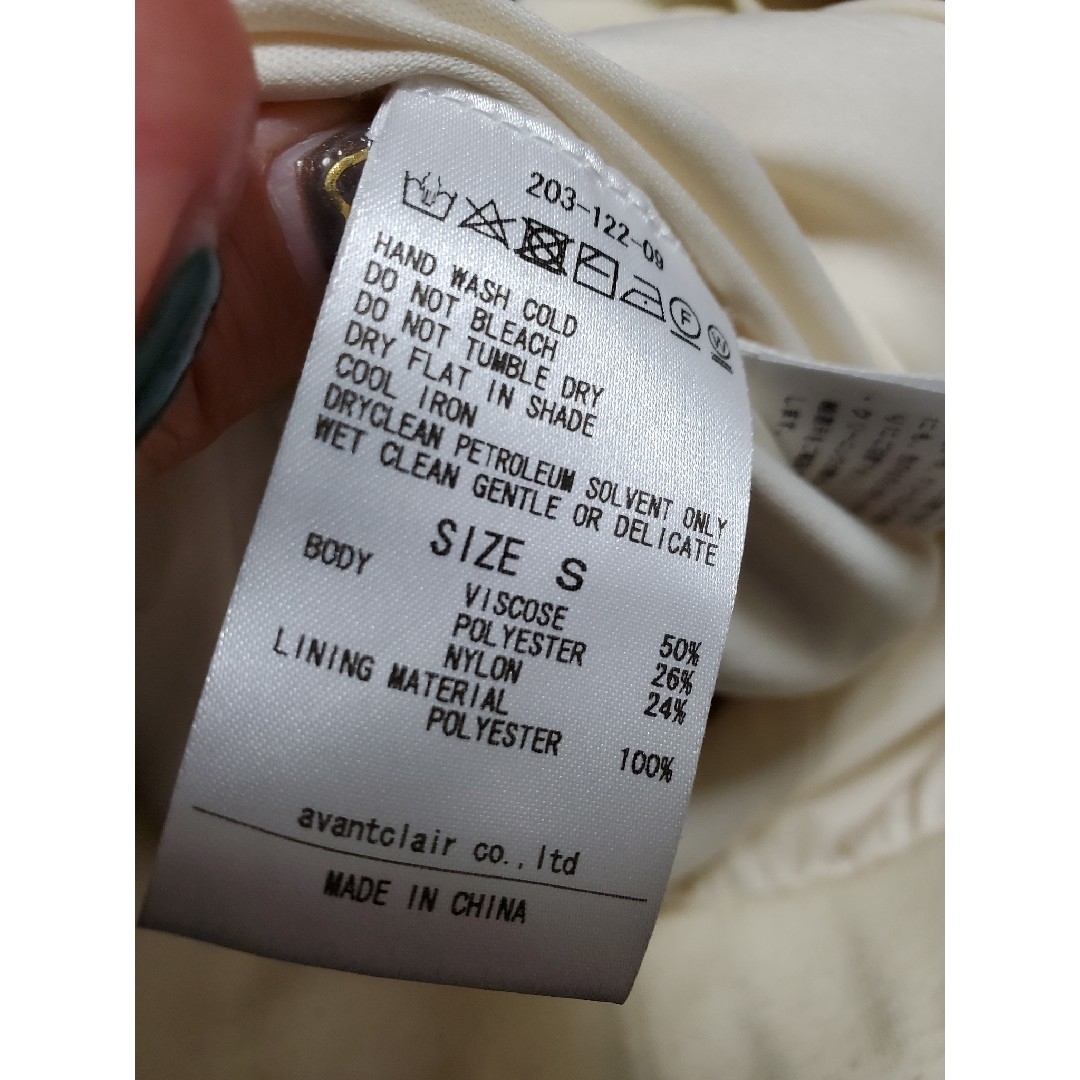 203-122-09
HAND WASH COLD
DO NOT BLEACH
DO NOT TUMBLE DRY
DRY FLAT IN SHADE
COOL IRON
DRYCLEAN PETROLEUM SOLVENT ONLY
WET CLEAN GENTLE OR DELICATE
SIZE S
BODY
VISCOSE 50%
POLYESTER 26%
NYLON 24%
LINING MATERIAL
POLYESTER 100%
avantclair co.,ltd
MADE IN CHINA